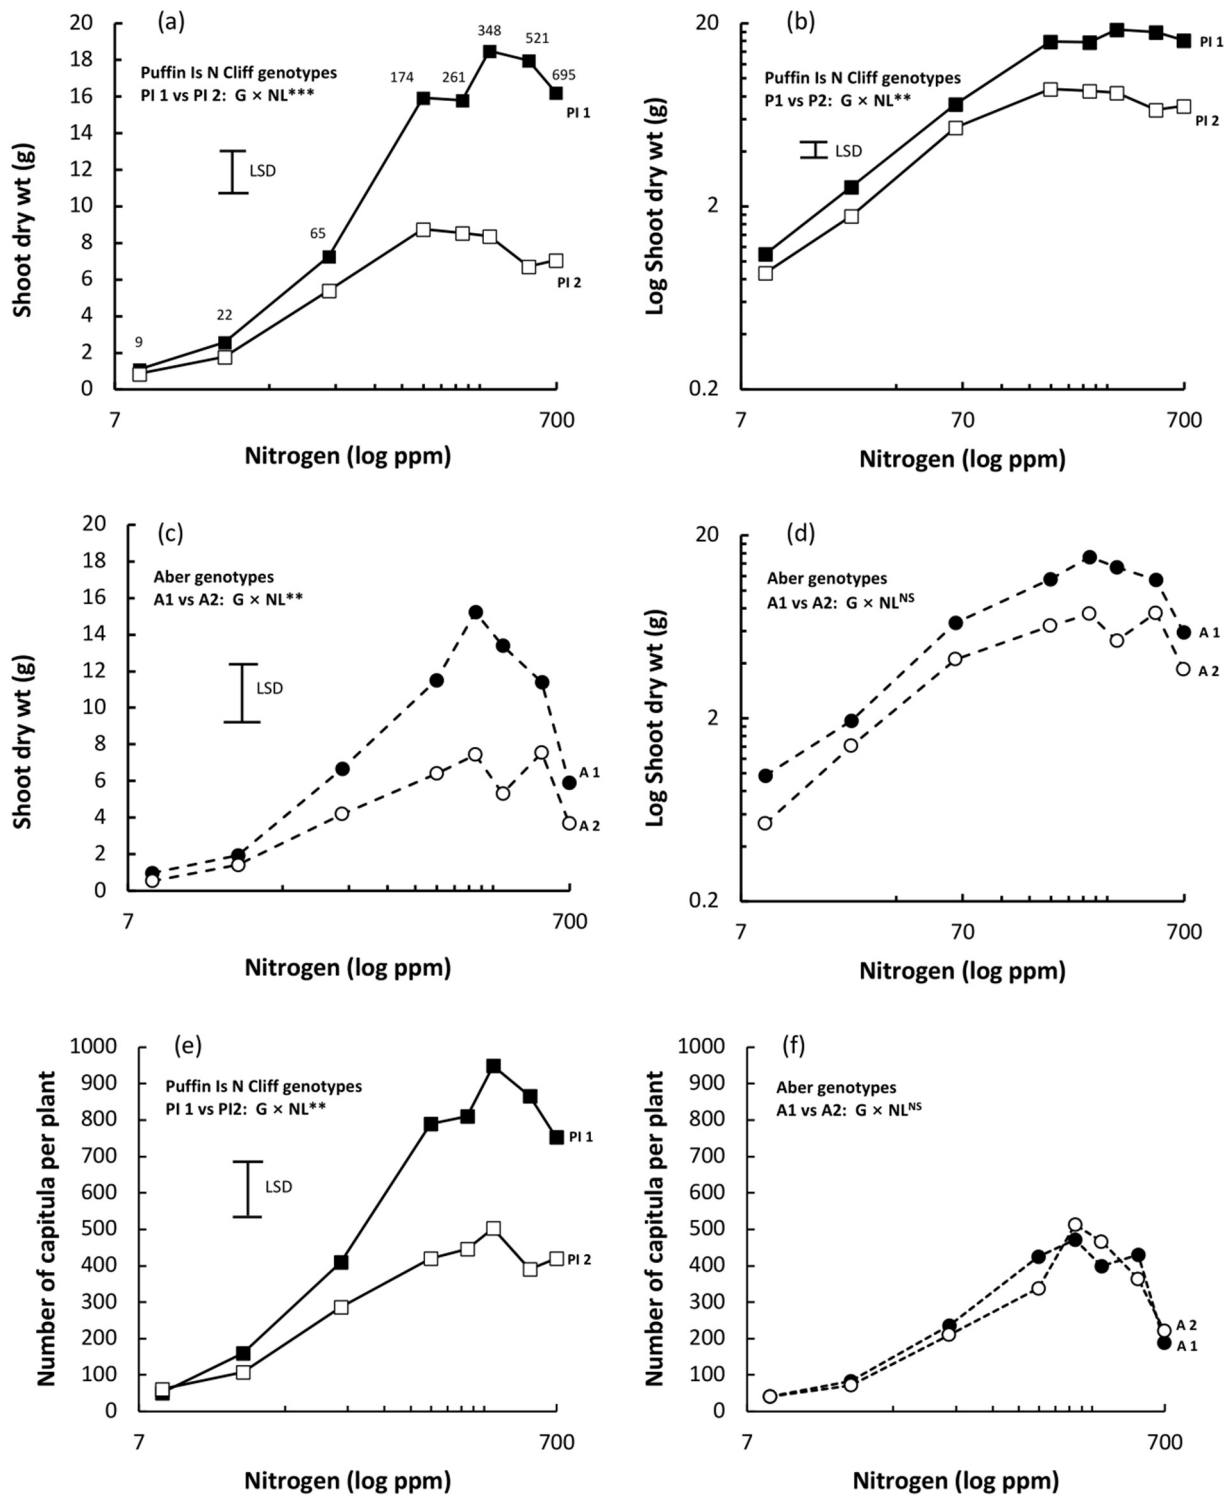 (a)
Puffin Is N Cliff genotypes
PI 1 vs PI 2: G × NL***
LSD
9
22
65
174
261
348
521
695
PI 1
PI 2
20
18
16
14
12
10
8
6
4
2
0
7
700
Shoot dry wt (g)
Nitrogen (log ppm)
(b)
Puffin Is N Cliff genotypes
P1 vs P2: G × NL**
LSD
PI 1
PI 2
20
2
0.2
7
70
700
Log Shoot dry wt (g)
Nitrogen (log ppm)
(c)
Aber genotypes
A1 vs A2: G × NL**
LSD
A 1
A 2
20
18
16
14
12
10
8
6
4
2
0
7
700
Shoot dry wt (g)
Nitrogen (log ppm)
(d)
Aber genotypes
A1 vs A2: G × NL^NS
A 1
A 2
20
2
0.2
7
70
700
Log Shoot dry wt (g)
Nitrogen (log ppm)
(e)
Puffin Is N Cliff genotypes
PI 1 vs PI2: G × NL**
LSD
PI 1
PI 2
1000
900
800
700
600
500
400
300
200
100
0
7
700
Number of capitula per plant
Nitrogen (log ppm)
(f)
Aber genotypes
A1 vs A2: G × NL^NS
A 2
A 1
1000
900
800
700
600
500
400
300
200
100
0
7
700
Number of capitula per plant
Nitrogen (log ppm)